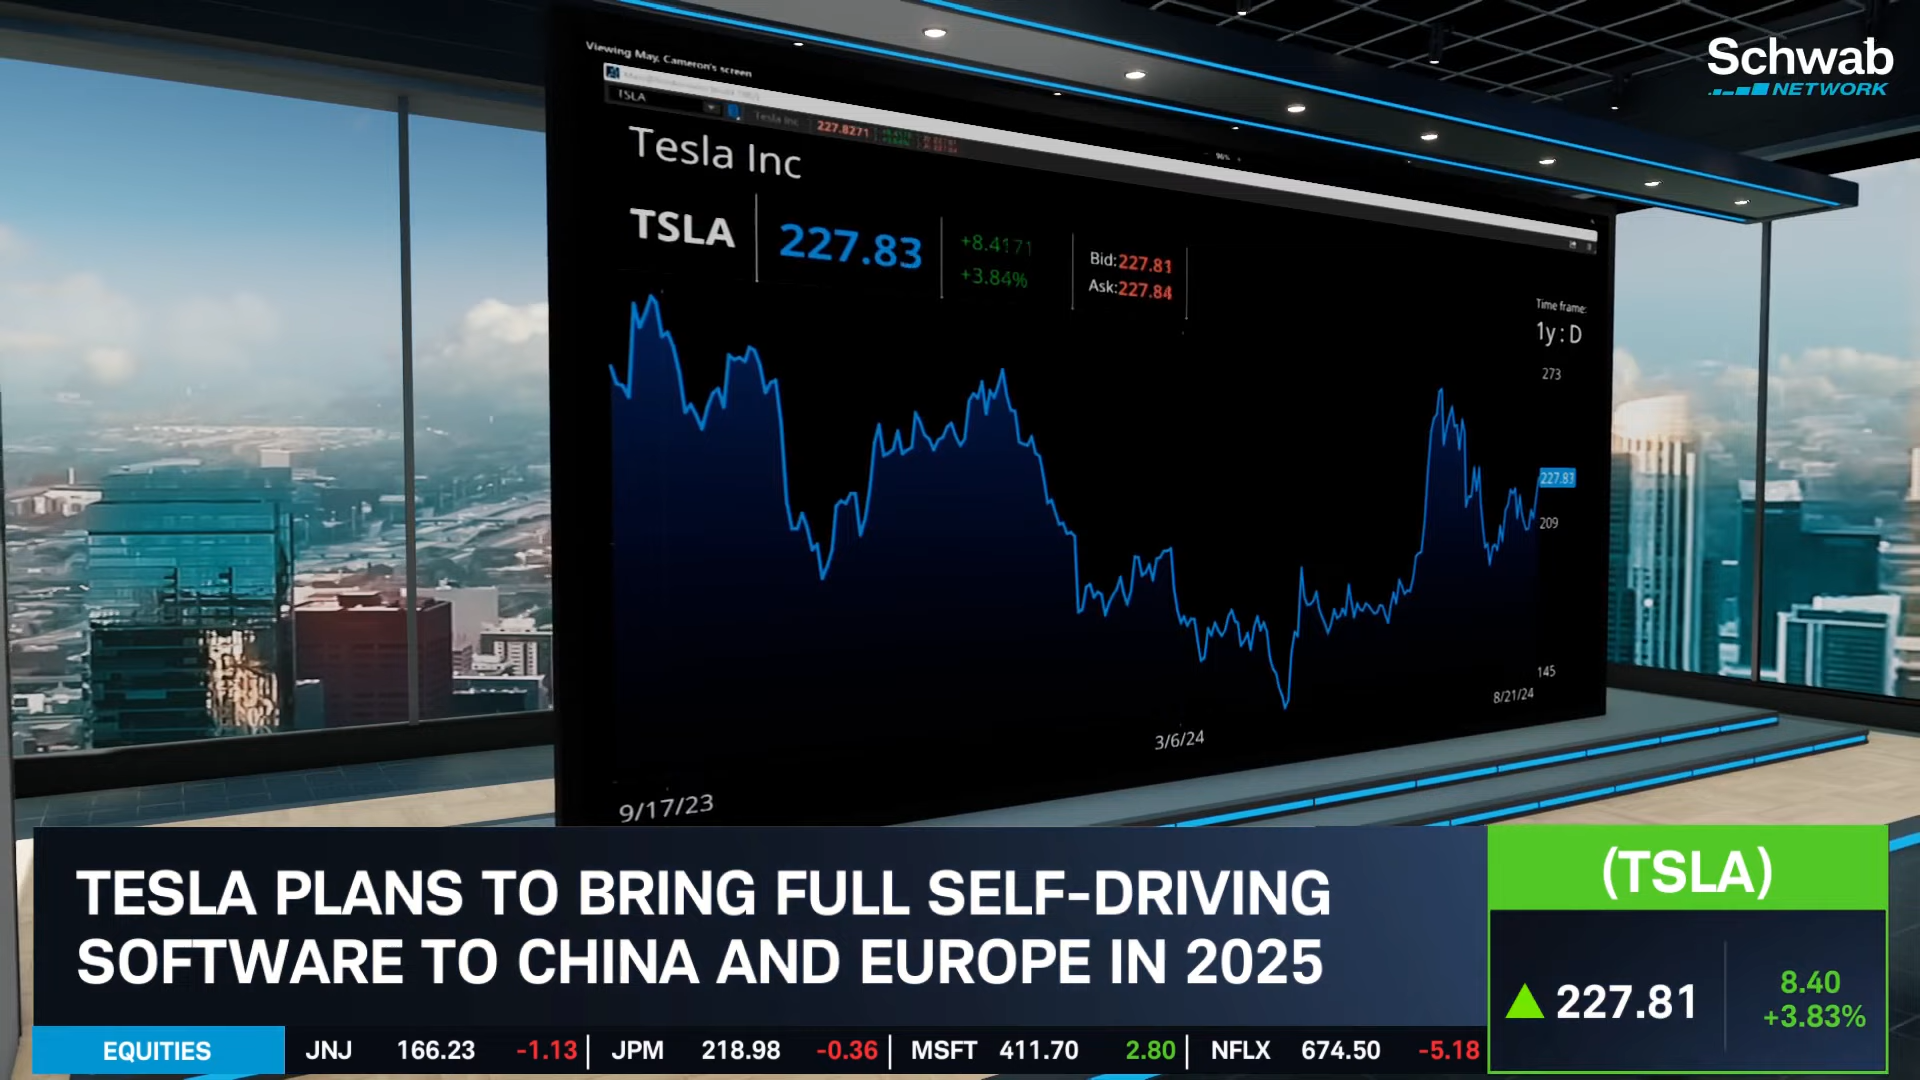 Schwab
NETWORK
Viewing May, Cameron's screen
TSLA
Tesla Inc
227.8271
96%
Tesla Inc
TSLA
227.83
+8.4171
+3.84%
Bid:227.81
Ask:227.84
Time frame:
1y : D
273
227.83
209
145
8/21/24
3/6/24
9/17/23
TESLA PLANS TO BRING FULL SELF-DRIVING
SOFTWARE TO CHINA AND EUROPE IN 2025
(TSLA)
227.81
8.40
+3.83%
EQUITIES
JNJ 166.23 -1.13 JPM 218.98 -0.36 MSFT 411.70 2.80 NFLX 674.50 -5.18